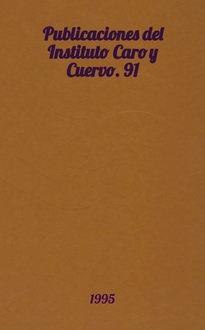 Publicaciones del
Instituto Caro y
Cuervo. 91
1995